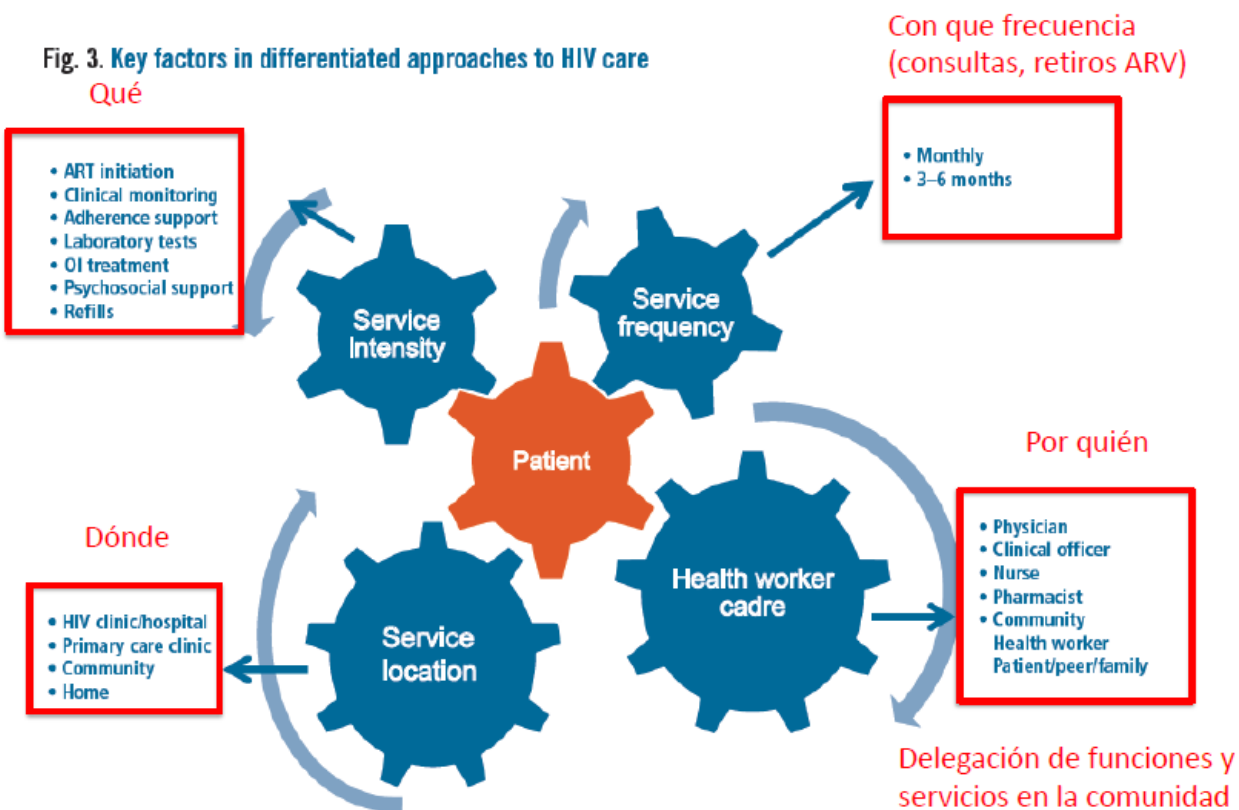 Fig. 3. Key factors in differentiated approaches to HIV care
Qué
• ART initiation
• Clinical monitoring
• Adherence support
• Laboratory tests
• OI treatment
• Psychosocial support
• Refills
Con que frecuencia
(consultas, retiros ARV)
• Monthly
• 3–6 months
Service
intensity
Service
frequency
Patient
Por quién
• Physician
• Clinical officer
• Nurse
• Pharmacist
• Community
Health worker
Patient/peer/family
Health worker
cadre
Dónde
• HIV clinic/hospital
• Primary care clinic
• Community
• Home
Service
location
Delegación de funciones y
servicios en la comunidad